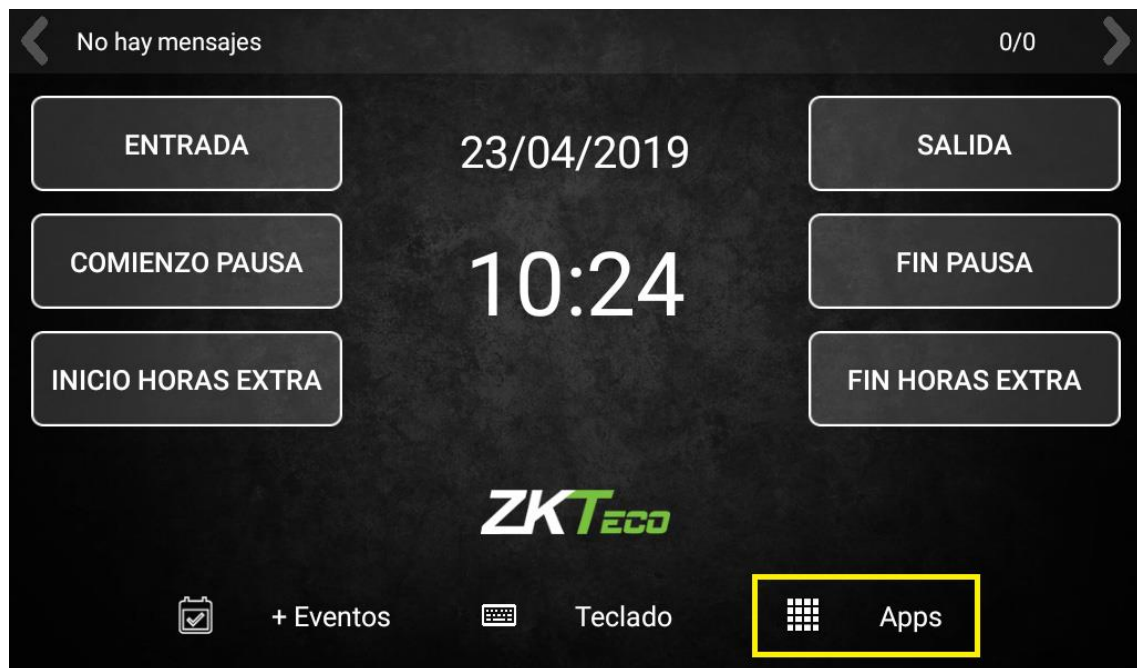 No hay mensajes 0/0
ENTRADA
23/04/2019
SALIDA
COMIENZO PAUSA
10:24
FIN PAUSA
INICIO HORAS EXTRA
FIN HORAS EXTRA
ZKTECO
+ Eventos
Teclado
Apps